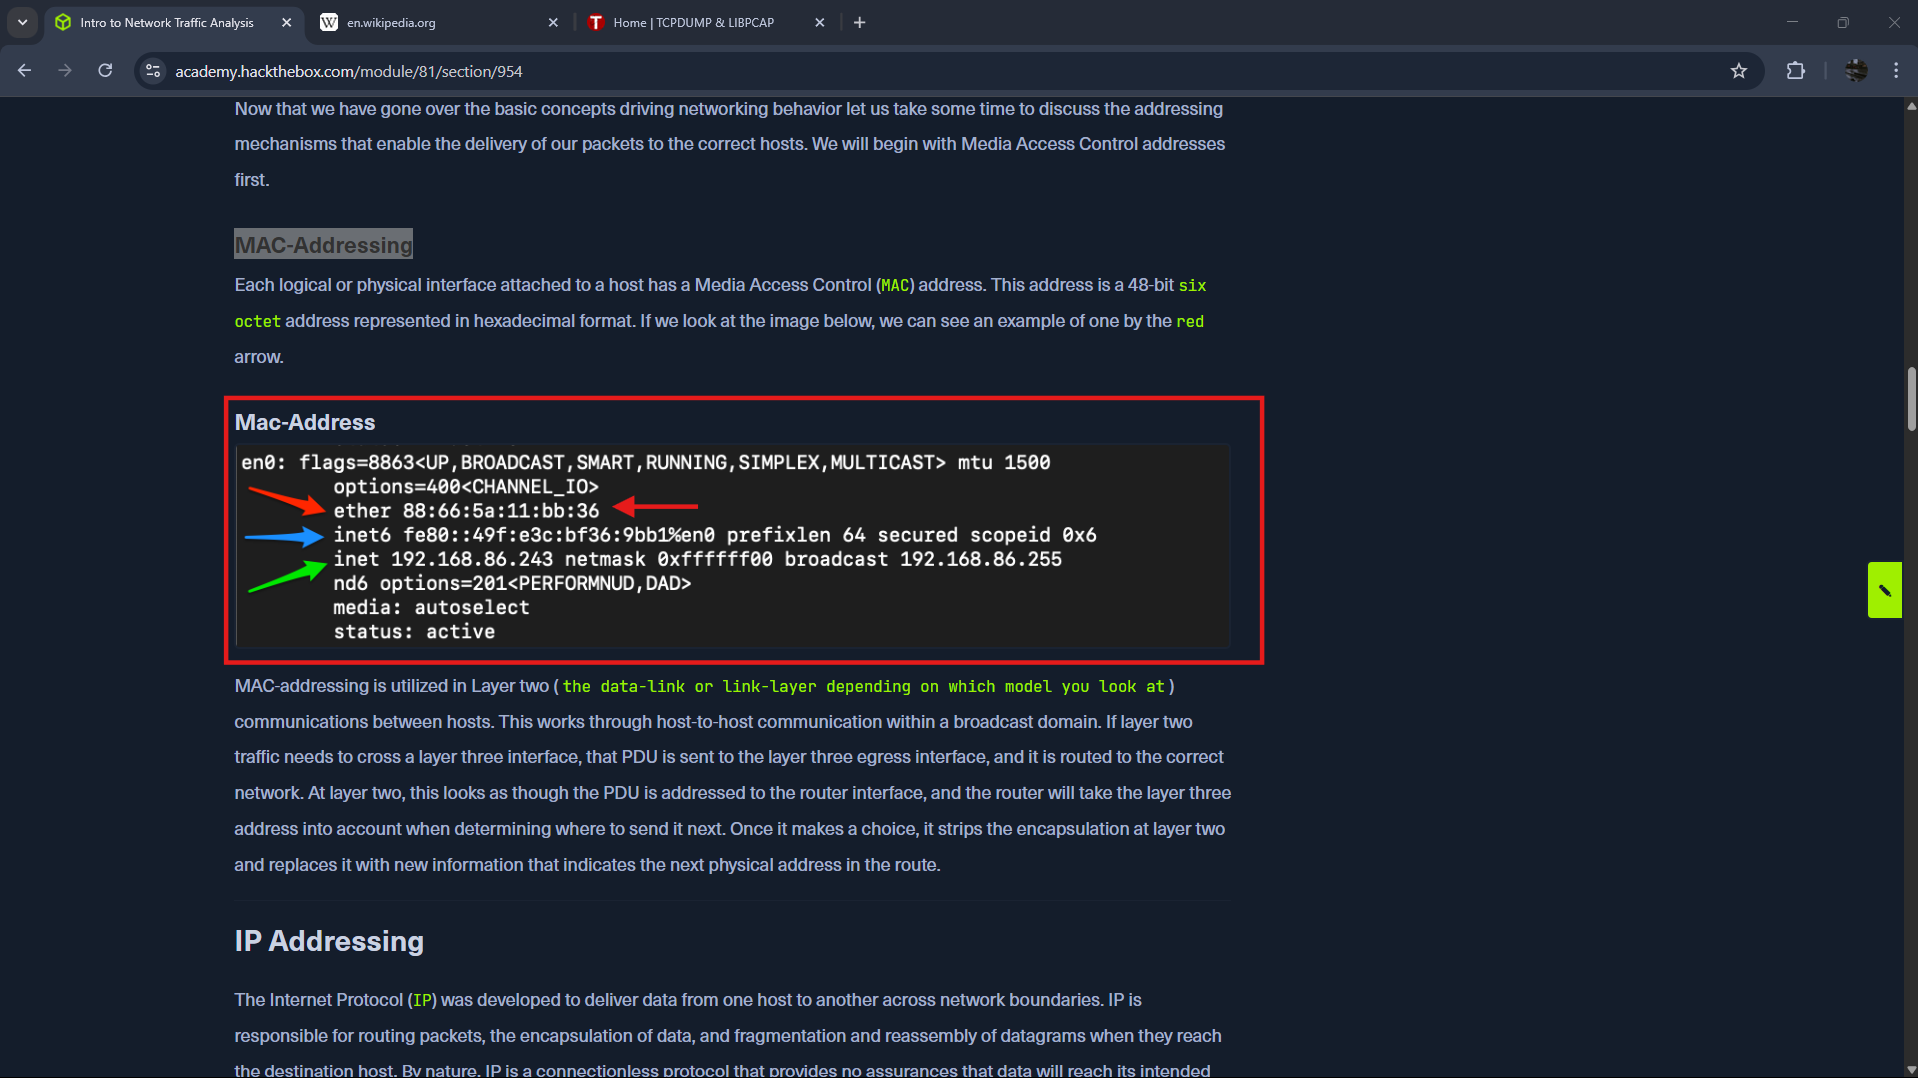 Intro to Network Traffic Analysis
en.wikipedia.org
Home | TCPDUMP & LIBPCAP
academy.hackthebox.com/module/81/section/954
Now that we have gone over the basic concepts driving networking behavior let us take some time to discuss the addressing
mechanisms that enable the delivery of our packets to the correct hosts. We will begin with Media Access Control addresses
first.
MAC-Addressing
Each logical or physical interface attached to a host has a Media Access Control (MAC) address. This address is a 48-bit six
octet address represented in hexadecimal format. If we look at the image below, we can see an example of one by the red
arrow.
Mac-Address
en0: flags=8863<UP,BROADCAST,SMART,RUNNING,SIMPLEX,MULTICAST> mtu 1500
options=400<CHANNEL_IO>
ether 88:66:5a:11:bb:36
inet6 fe80::49f:e3c:bf36:9bb1%en0 prefixlen 64 secured scopeid 0x6
inet 192.168.86.243 netmask 0xffffff00 broadcast 192.168.86.255
nd6 options=201<PERFORMNUD,DAD>
media: autoselect
status: active
MAC-addressing is utilized in Layer two ( the data-link or link-layer depending on which model you look at )
communications between hosts. This works through host-to-host communication within a broadcast domain. If layer two
traffic needs to cross a layer three interface, that PDU is sent to the layer three egress interface, and it is routed to the correct
network. At layer two, this looks as though the PDU is addressed to the router interface, and the router will take the layer three
address into account when determining where to send it next. Once it makes a choice, it strips the encapsulation at layer two
and replaces it with new information that indicates the next physical address in the route.
IP Addressing
The Internet Protocol (IP) was developed to deliver data from one host to another across network boundaries. IP is
responsible for routing packets, the encapsulation of data, and fragmentation and reassembly of datagrams when they reach
the destination host. By nature, IP is a connectionless protocol that provides no assurances that data will reach its intended